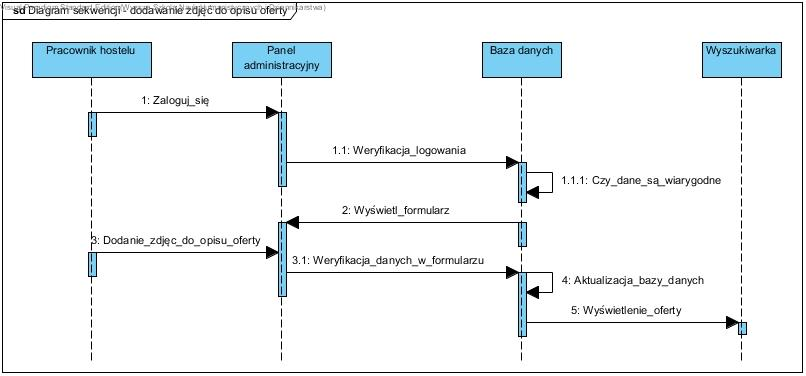 sd Diagram sekwencji - dodawanie zdjęć do opisu oferty
Pracownik hostelu
Panel
administracyjny
Baza danych
Wyszukiwarka
1: Zaloguj_się
1.1: Weryfikacja_logowania
1.1.1: Czy_dane_są_wiarygodne
2: Wyświetl_formularz
3: Dodanie_zdjęc_do_opisu_oferty
3.1: Weryfikacja_danych_w_formularzu
4: Aktualizacja_bazy_danych
5: Wyświetlenie_oferty